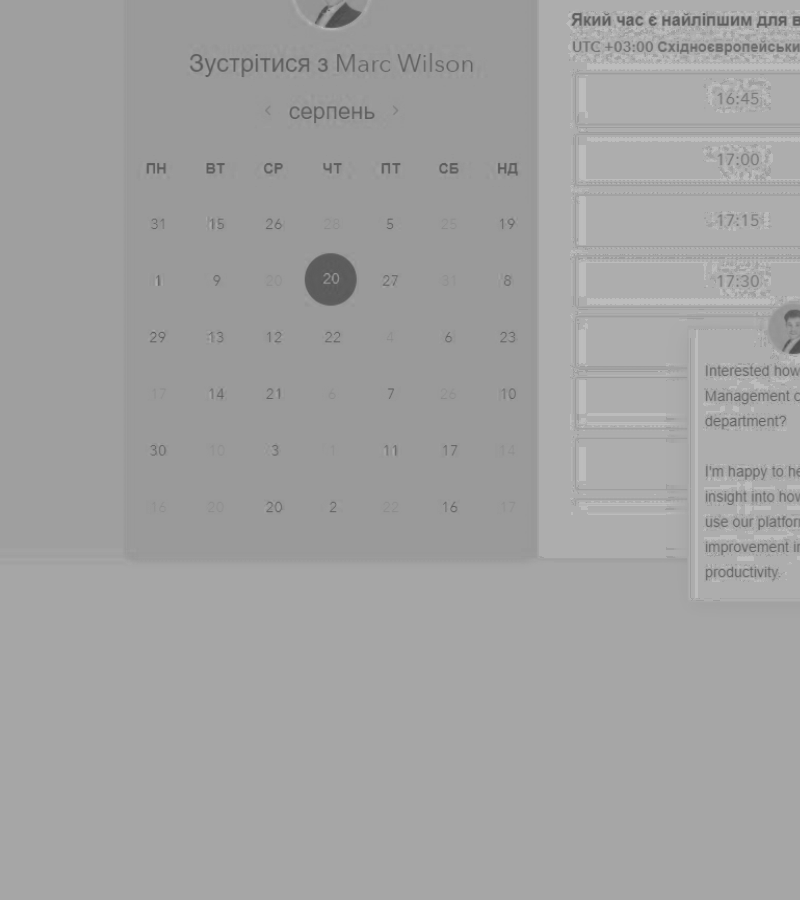 Зустрітися з Marc Wilson
серпень
ПН ВТ СР ЧТ ПТ СБ НД
31 15 26 28 5 25 19
1 9 20 20 27 31 8
29 13 12 22 4 6 23
17 14 21 6 7 26 10
30 10 3 1 11 17 14
16 20 20 2 22 16 17
Який час є найліпшим для в
UTC +03:00 Східноєвропейськи
16:45
17:00
17:15
17:30
Interested how
Management c
department?
I'm happy to he
insight into how
use our platfor
improvement in
productivity.